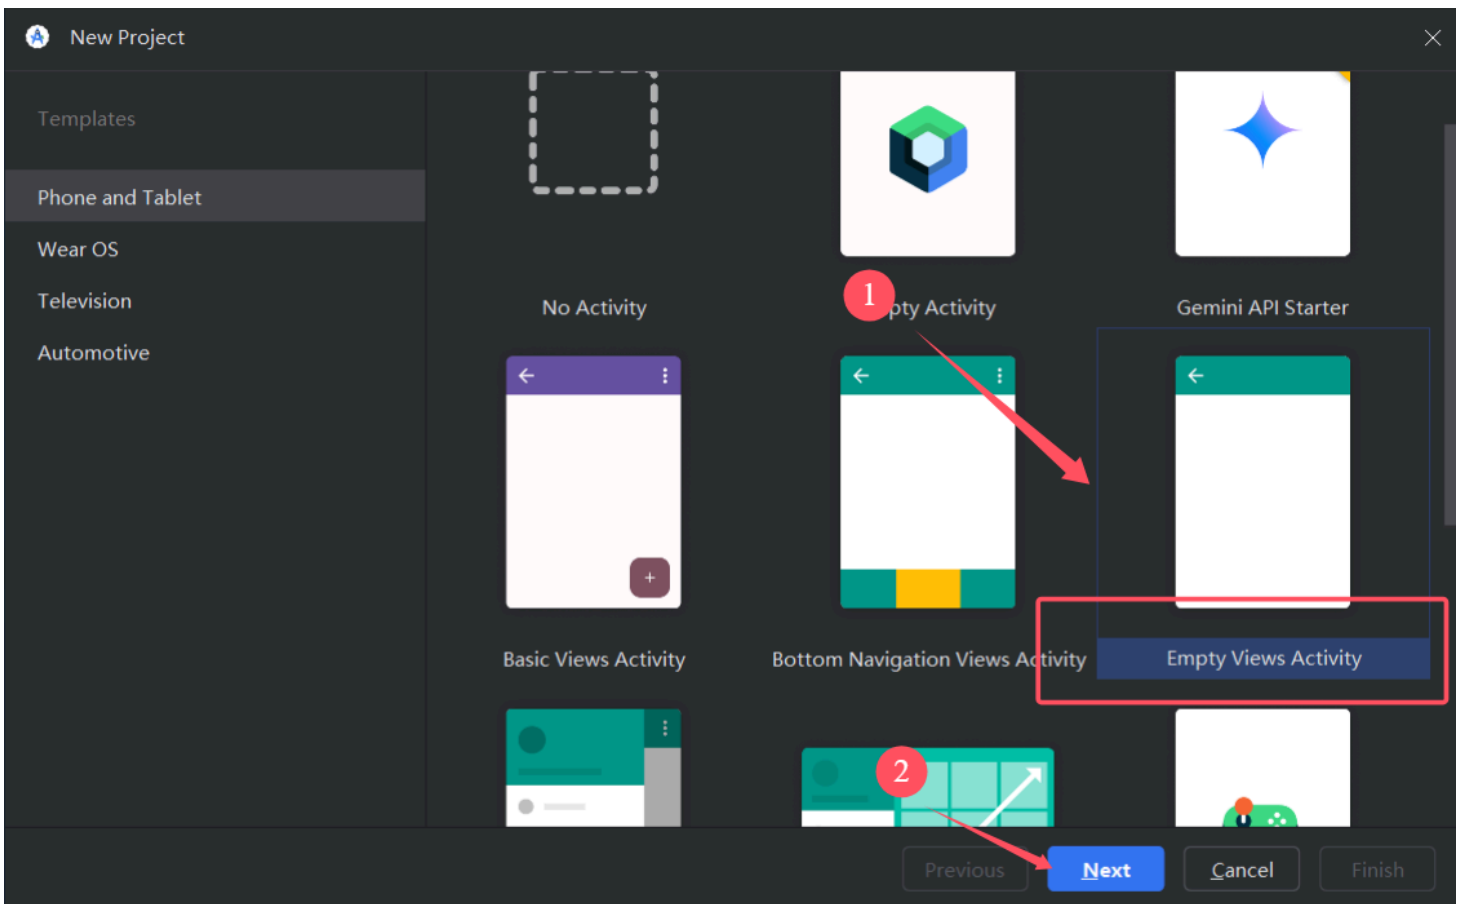 New Project
Templates
Phone and Tablet
Wear OS
Television
Automotive
No Activity
1
pty Activity
Gemini API Starter
Basic Views Activity
Bottom Navigation Views Activity
Empty Views Activity
2
Previous
Next
Cancel
Finish